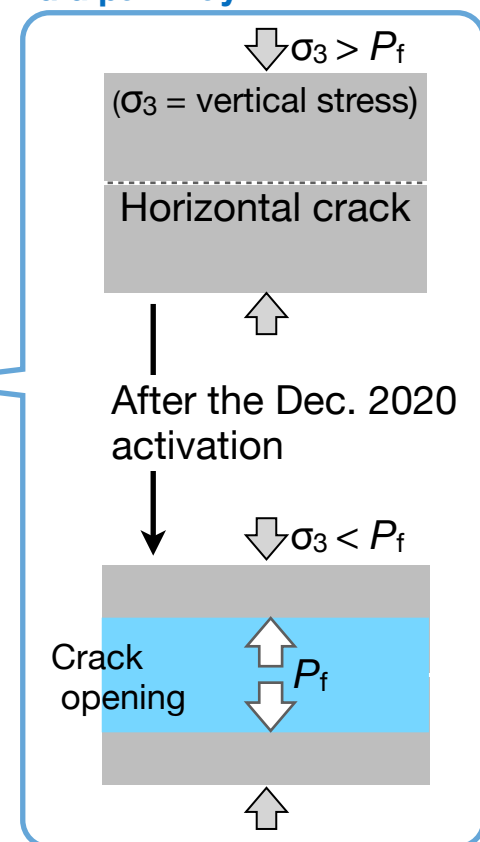 σ3 > Pf
(σ3 = vertical stress)
Horizontal crack
After the Dec. 2020
activation
σ3 < Pf
Crack
opening
Pf